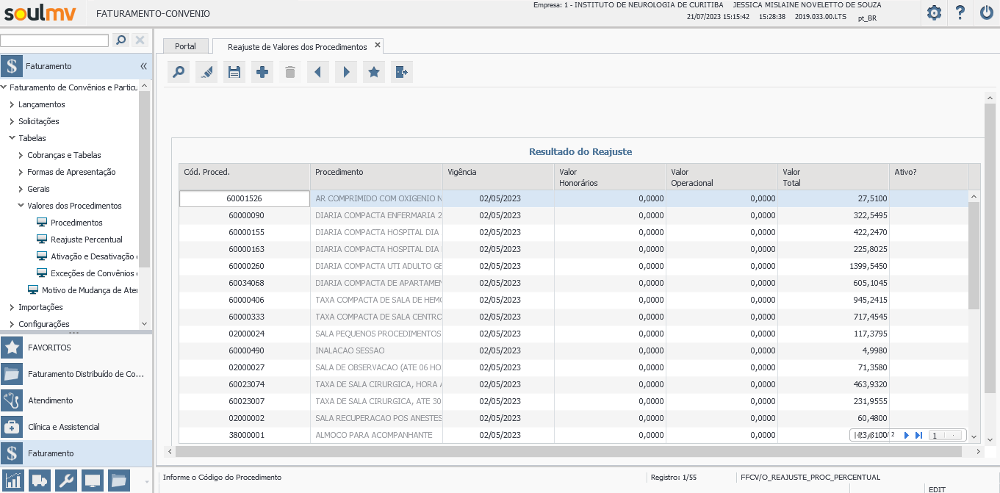 soulmv
FATURAMENTO-CONVENIO
Empresa: 1 - INSTITUTO DE NEUROLOGIA DE CURITIBA JESSICA MISLAINE NOVELETTO DE SOUZA
21/07/2023 15:15:42 15:28:38 2019.033.00.LTS pt_BR
Portal
Reajuste de Valores dos Procedimentos
Faturamento
Faturamento de Convênios e Particu
Lançamentos
Solicitações
Tabelas
Cobranças e Tabelas
Formas de Apresentação
Gerais
Valores dos Procedimentos
Procedimentos
Reajuste Percentual
Ativação e Desativação
Exceções de Convênios
Motivo de Mudança de Aten
Importações
Configurações
FAVORITOS
Faturamento Distribuído de Co...
Atendimento
Clínica e Assistencial
Faturamento
Resultado do Reajuste
Cód. Proced. Procedimento Vigência Valor Honorários Valor Operacional Valor Total Ativo?
60001526 AR COMPRIMIDO COM OXIGENIO N 02/05/2023 0,0000 0,0000 27,5100
60000090 DIARIA COMPACTA ENFERMARIA 2 02/05/2023 0,0000 0,0000 322,5495
60000155 DIARIA COMPACTA HOSPITAL DIA 02/05/2023 0,0000 0,0000 422,2470
60000163 DIARIA COMPACTA HOSPITAL DIA 02/05/2023 0,0000 0,0000 225,8025
60000260 DIARIA COMPACTA UTI ADULTO GE 02/05/2023 0,0000 0,0000 1399,5450
60034068 DIARIA COMPACTA DE APARTAMEN 02/05/2023 0,0000 0,0000 605,1045
60000406 TAXA COMPACTA DE SALA DE HEMO 02/05/2023 0,0000 0,0000 945,2415
60000333 TAXA COMPACTA DE SALA CENTRO 02/05/2023 0,0000 0,0000 717,4545
02000024 SALA PEQUENOS PROCEDIMENTOS 02/05/2023 0,0000 0,0000 117,3795
60000490 INALACAO SESSAO 02/05/2023 0,0000 0,0000 4,9980
02000027 SALA DE OBSERVACAO (ATE 06 HO 02/05/2023 0,0000 0,0000 71,3580
60023074 TAXA DE SALA CIRURGICA, HORA A 02/05/2023 0,0000 0,0000 463,9320
60023007 TAXA DE SALA CIRURGICA, ATE 30 02/05/2023 0,0000 0,0000 231,9555
02000002 SALA RECUPERACAO POS ANESTES 02/05/2023 0,0000 0,0000 60,4800
38000001 ALMOCO PARA ACOMPANHANTE 02/05/2023 0,0000 0,0000
2 1
Informe o Código do Procedimento
Registro: 1/55
FFCV/O_REAJUSTE_PROC_PERCENTUAL
EDIT